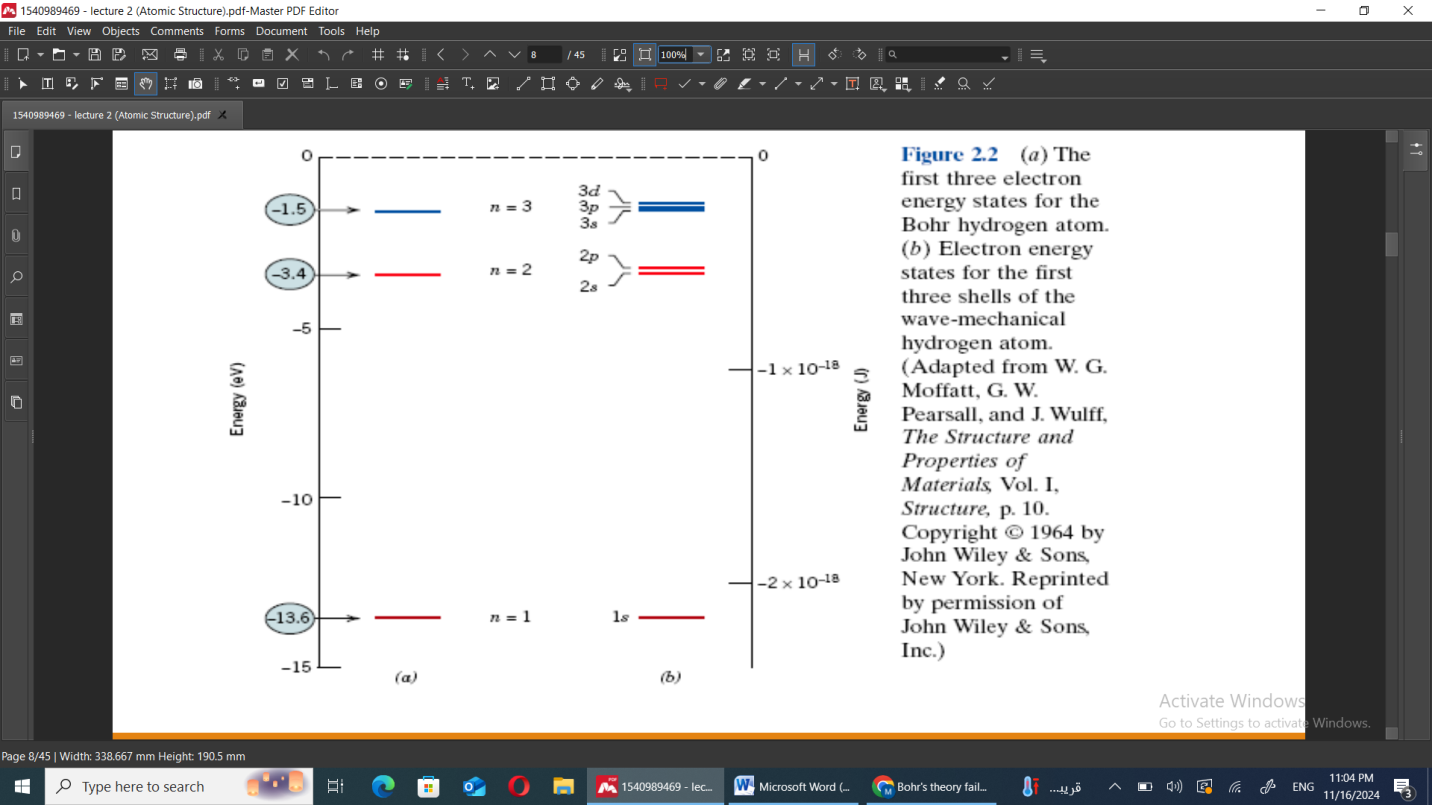 1540989469 - lecture 2 (Atomic Structure).pdf-Master PDF Editor
File Edit View Objects Comments Forms Document Tools Help
8 / 45 100%
1540989469 - lecture 2 (Atomic Structure).pdf
0
0
-1.5
n = 3
3d
3p
3s
-3.4
n = 2
2p
2s
-5
-1 × 10-18
Energy (eV)
Energy (J)
-10
-2 × 10-18
-13.6
n = 1
1s
-15
(a)
(b)
Figure 2.2 (a) The
first three electron
energy states for the
Bohr hydrogen atom.
(b) Electron energy
states for the first
three shells of the
wave-mechanical
hydrogen atom.
(Adapted from W. G.
Moffatt, G. W.
Pearsall, and J. Wulff,
The Structure and
Properties of
Materials, Vol. I,
Structure, p. 10.
Copyright © 1964 by
John Wiley & Sons,
New York. Reprinted
by permission of
John Wiley & Sons,
Inc.)
Activate Windows
Go to Settings to activate Windows.
Page 8/45 | Width: 338.667 mm Height: 190.5 mm
Type here to search
1540989469 - lec...
Microsoft Word (...
Bohr's theory fail...
قريبـ...
ENG
11:04 PM
11/16/2024
3